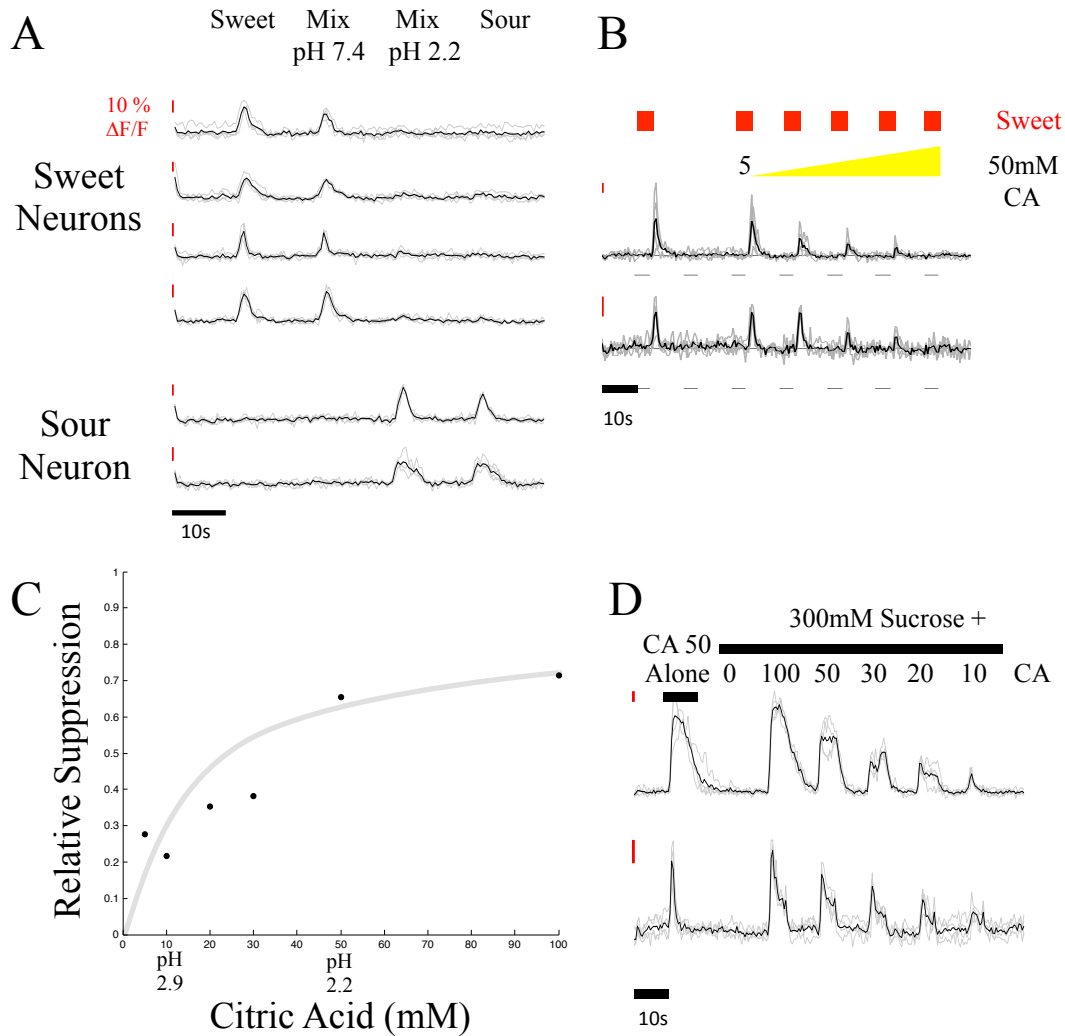 A
Sweet
Mix
pH 7.4
Mix
pH 2.2
Sour
10 %
ΔF/F
Sweet
Neurons
Sour
Neuron
10s
B
Sweet
5
50mM
CA
10s
C
Relative Suppression
1
0.9
0.8
0.7
0.6
0.5
0.4
0.3
0.2
0.1
0
0 10 20 30 40 50 60 70 80 90 100
pH
2.9
pH
2.2
Citric Acid (mM)
D
300mM Sucrose +
CA 50
Alone
0 100 50 30 20 10 CA
10s